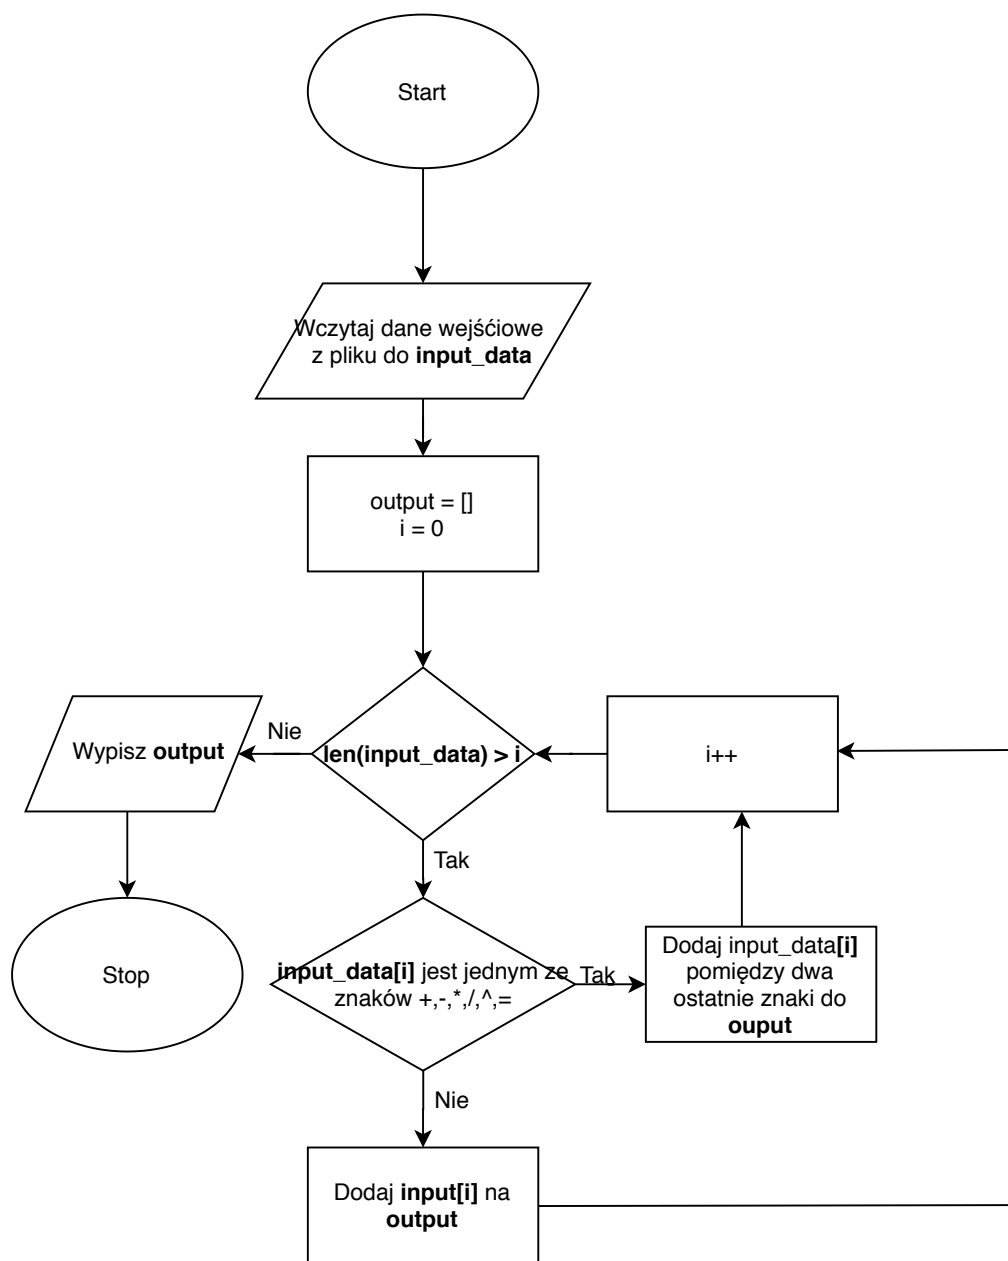 Start
Wczytaj dane wejśćiowe
z pliku do input_data
output = []
i = 0
len(input_data) > i
Nie
Wypisz output
Stop
i++
Tak
input_data[i] jest jednym ze
znaków +,-,*,/,^,=
Tak
Dodaj input_data[i]
pomiędzy dwa
ostatnie znaki do
ouput
Nie
Dodaj input[i] na
output